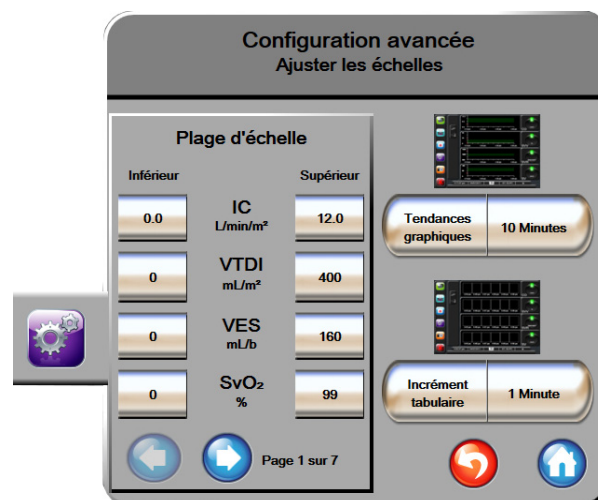 Configuration avancée
Ajuster les échelles
Plage d'échelle
Inférieur
Supérieur
0.0
IC
L/min/m²
12.0
0
VTDI
mL/m²
400
0
VES
mL/b
160
0
SvO₂
%
99
Page 1 sur 7
Tendances
graphiques
10 Minutes
Incrément
tabulaire
1 Minute